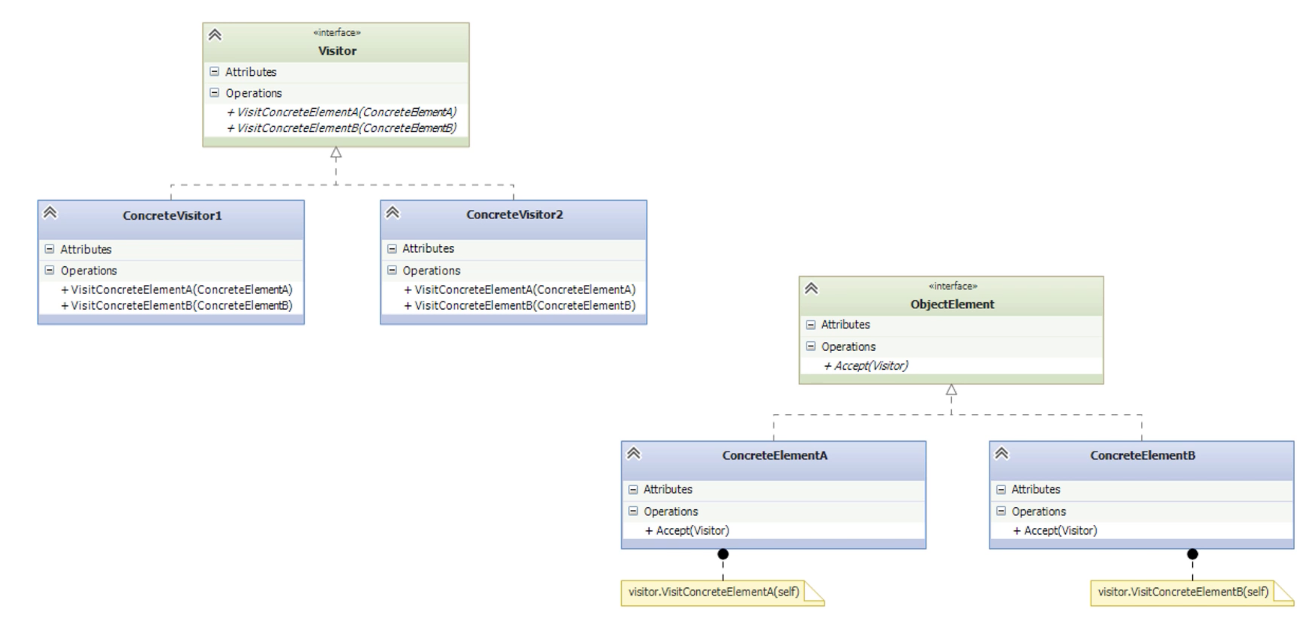 «interface»
Visitor
Attributes
Operations
+ VisitConcreteElementA(ConcreteElementA)
+ VisitConcreteElementB(ConcreteElementB)
ConcreteVisitor1
Attributes
Operations
+ VisitConcreteElementA(ConcreteElementA)
+ VisitConcreteElementB(ConcreteElementB)
ConcreteVisitor2
Attributes
Operations
+ VisitConcreteElementA(ConcreteElementA)
+ VisitConcreteElementB(ConcreteElementB)
«interface»
ObjectElement
Attributes
Operations
+ Accept(Visitor)
ConcreteElementA
Attributes
Operations
+ Accept(Visitor)
visitor.VisitConcreteElementA(self)
ConcreteElementB
Attributes
Operations
+ Accept(Visitor)
visitor.VisitConcreteElementB(self)